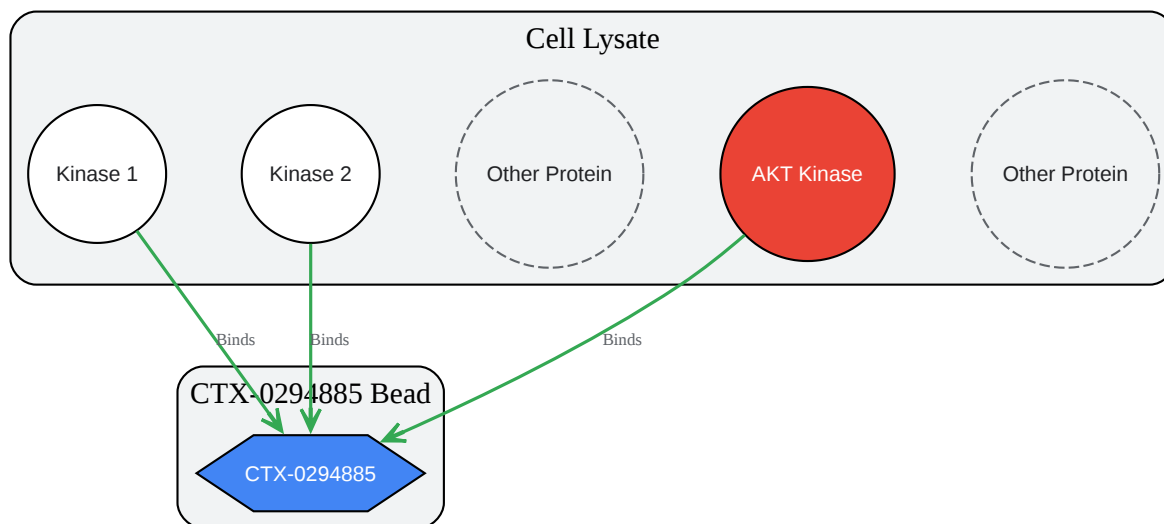 Cell Lysate
Kinase 1
Kinase 2
Other Protein
AKT Kinase
Other Protein
Binds
Binds
Binds
CTX-0294885 Bead
CTX-0294885